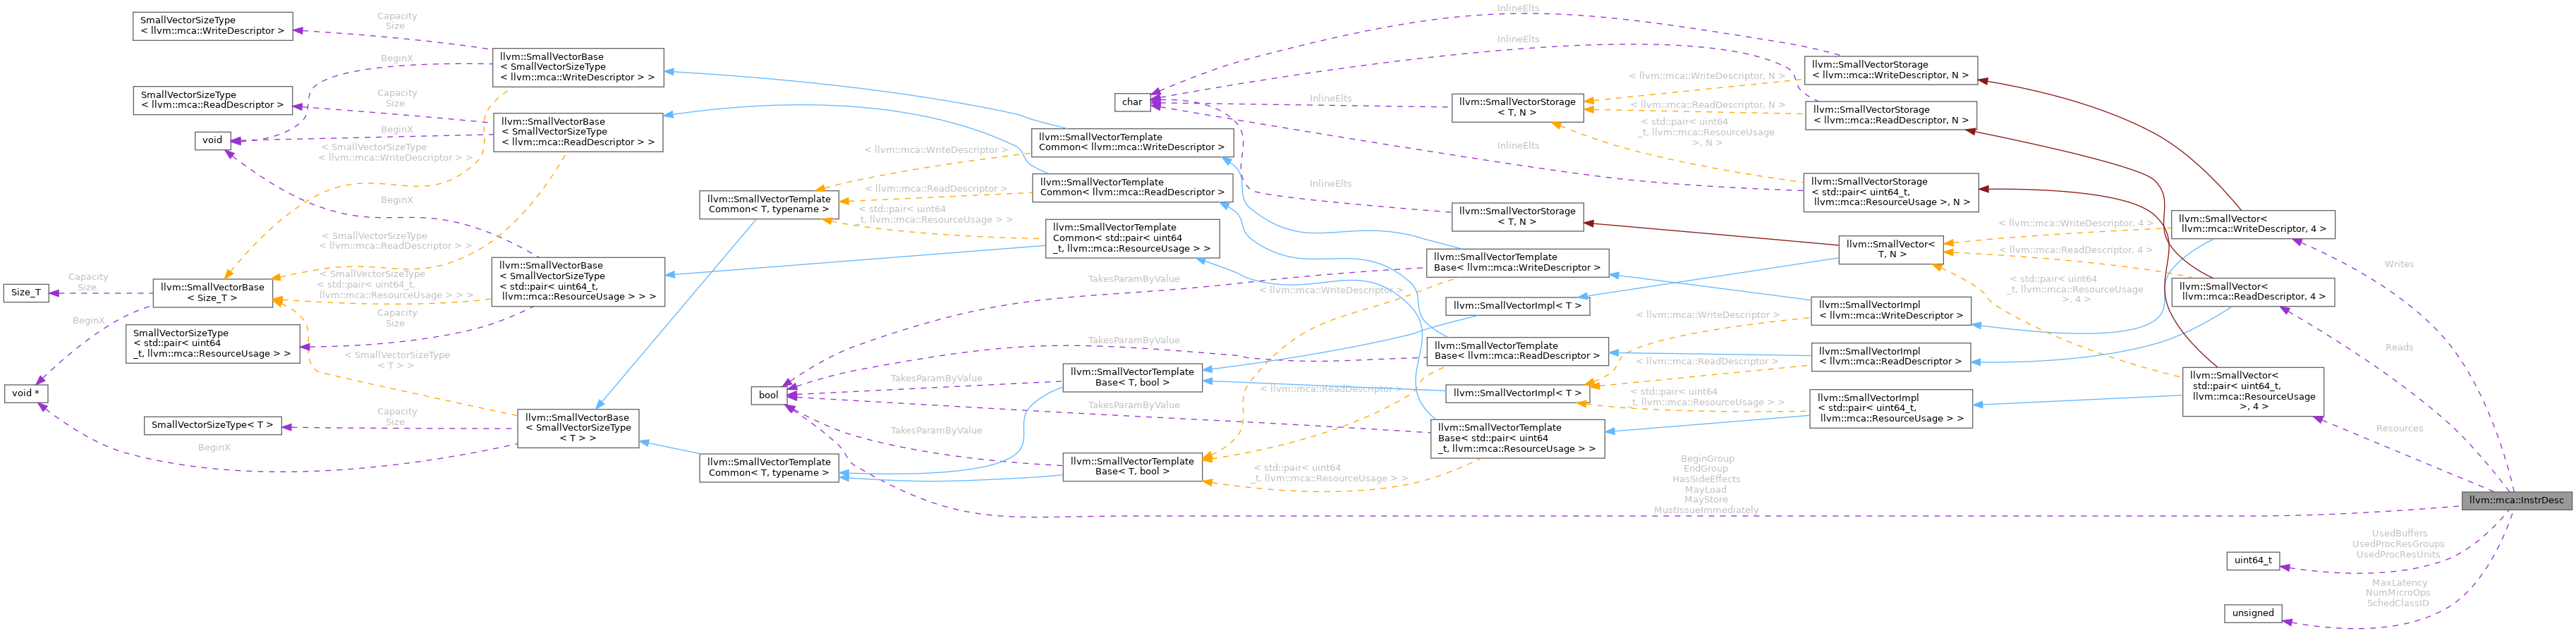 SmallVectorSizeType
< llvm::mca::WriteDescriptor >
Capacity
Size
llvm::SmallVectorBase
< SmallVectorSizeType
< llvm::mca::WriteDescriptor > >
BeginX
SmallVectorSizeType
< llvm::mca::ReadDescriptor >
Capacity
Size
llvm::SmallVectorBase
< SmallVectorSizeType
< llvm::mca::ReadDescriptor > >
BeginX
void
< SmallVectorSizeType
< llvm::mca::WriteDescriptor > >
BeginX
< SmallVectorSizeType
< llvm::mca::ReadDescriptor > >
llvm::SmallVectorBase
< SmallVectorSizeType
< std::pair< uint64_t,
llvm::mca::ResourceUsage > > >
< SmallVectorSizeType
< std::pair< uint64_t,
llvm::mca::ResourceUsage > > >
Capacity
Size
Size_T
Capacity
Size
llvm::SmallVectorBase
< Size_T >
BeginX
SmallVectorSizeType
< std::pair< uint64
_t, llvm::mca::ResourceUsage > >
< SmallVectorSizeType
< T > >
void *
SmallVectorSizeType< T >
Capacity
Size
BeginX
llvm::SmallVectorBase
< SmallVectorSizeType
< T > >
llvm::SmallVectorTemplate
Common< T, typename >
llvm::SmallVectorTemplate
Common< T, typename >
< llvm::mca::WriteDescriptor >
< llvm::mca::ReadDescriptor >
< std::pair< uint64
_t, llvm::mca::ResourceUsage > >
llvm::SmallVectorTemplate
Common< llvm::mca::WriteDescriptor >
llvm::SmallVectorTemplate
Common< llvm::mca::ReadDescriptor >
llvm::SmallVectorTemplate
Common< std::pair< uint64
_t, llvm::mca::ResourceUsage > >
char
InlineElts
InlineElts
InlineElts
InlineElts
InlineElts
bool
TakesParamByValue
TakesParamByValue
TakesParamByValue
TakesParamByValue
TakesParamByValue
llvm::SmallVectorTemplate
Base< T, bool >
llvm::SmallVectorTemplate
Base< T, bool >
< llvm::mca::WriteDescriptor >
< llvm::mca::ReadDescriptor >
< std::pair< uint64
_t, llvm::mca::ResourceUsage > >
llvm::SmallVectorStorage
< T, N >
llvm::SmallVectorStorage
< T, N >
llvm::SmallVectorTemplate
Base< llvm::mca::WriteDescriptor >
llvm::SmallVectorImpl< T >
llvm::SmallVectorTemplate
Base< llvm::mca::ReadDescriptor >
llvm::SmallVectorImpl< T >
llvm::SmallVectorTemplate
Base< std::pair< uint64
_t, llvm::mca::ResourceUsage > >
< llvm::mca::WriteDescriptor, N >
< llvm::mca::ReadDescriptor, N >
< std::pair< uint64
_t, llvm::mca::ResourceUsage
>, N >
< llvm::mca::WriteDescriptor >
< llvm::mca::ReadDescriptor >
< std::pair< uint64
_t, llvm::mca::ResourceUsage > >
BeginGroup
EndGroup
HasSideEffects
MayLoad
MayStore
MustIssueImmediately
llvm::SmallVectorStorage
< llvm::mca::WriteDescriptor, N >
llvm::SmallVectorStorage
< llvm::mca::ReadDescriptor, N >
llvm::SmallVectorStorage
< std::pair< uint64_t,
llvm::mca::ResourceUsage >, N >
llvm::SmallVector<
T, N >
llvm::SmallVectorImpl
< llvm::mca::WriteDescriptor >
llvm::SmallVectorImpl
< llvm::mca::ReadDescriptor >
llvm::SmallVectorImpl
< std::pair< uint64_t,
llvm::mca::ResourceUsage > >
< llvm::mca::WriteDescriptor, 4 >
< llvm::mca::ReadDescriptor, 4 >
< std::pair< uint64
_t, llvm::mca::ResourceUsage
>, 4 >
llvm::SmallVector<
llvm::mca::WriteDescriptor, 4 >
llvm::SmallVector<
llvm::mca::ReadDescriptor, 4 >
llvm::SmallVector<
std::pair< uint64_t,
llvm::mca::ResourceUsage
>, 4 >
Writes
Reads
Resources
llvm::mca::InstrDesc
uint64_t
UsedBuffers
UsedProcResGroups
UsedProcResUnits
unsigned
MaxLatency
NumMicroOps
SchedClassID